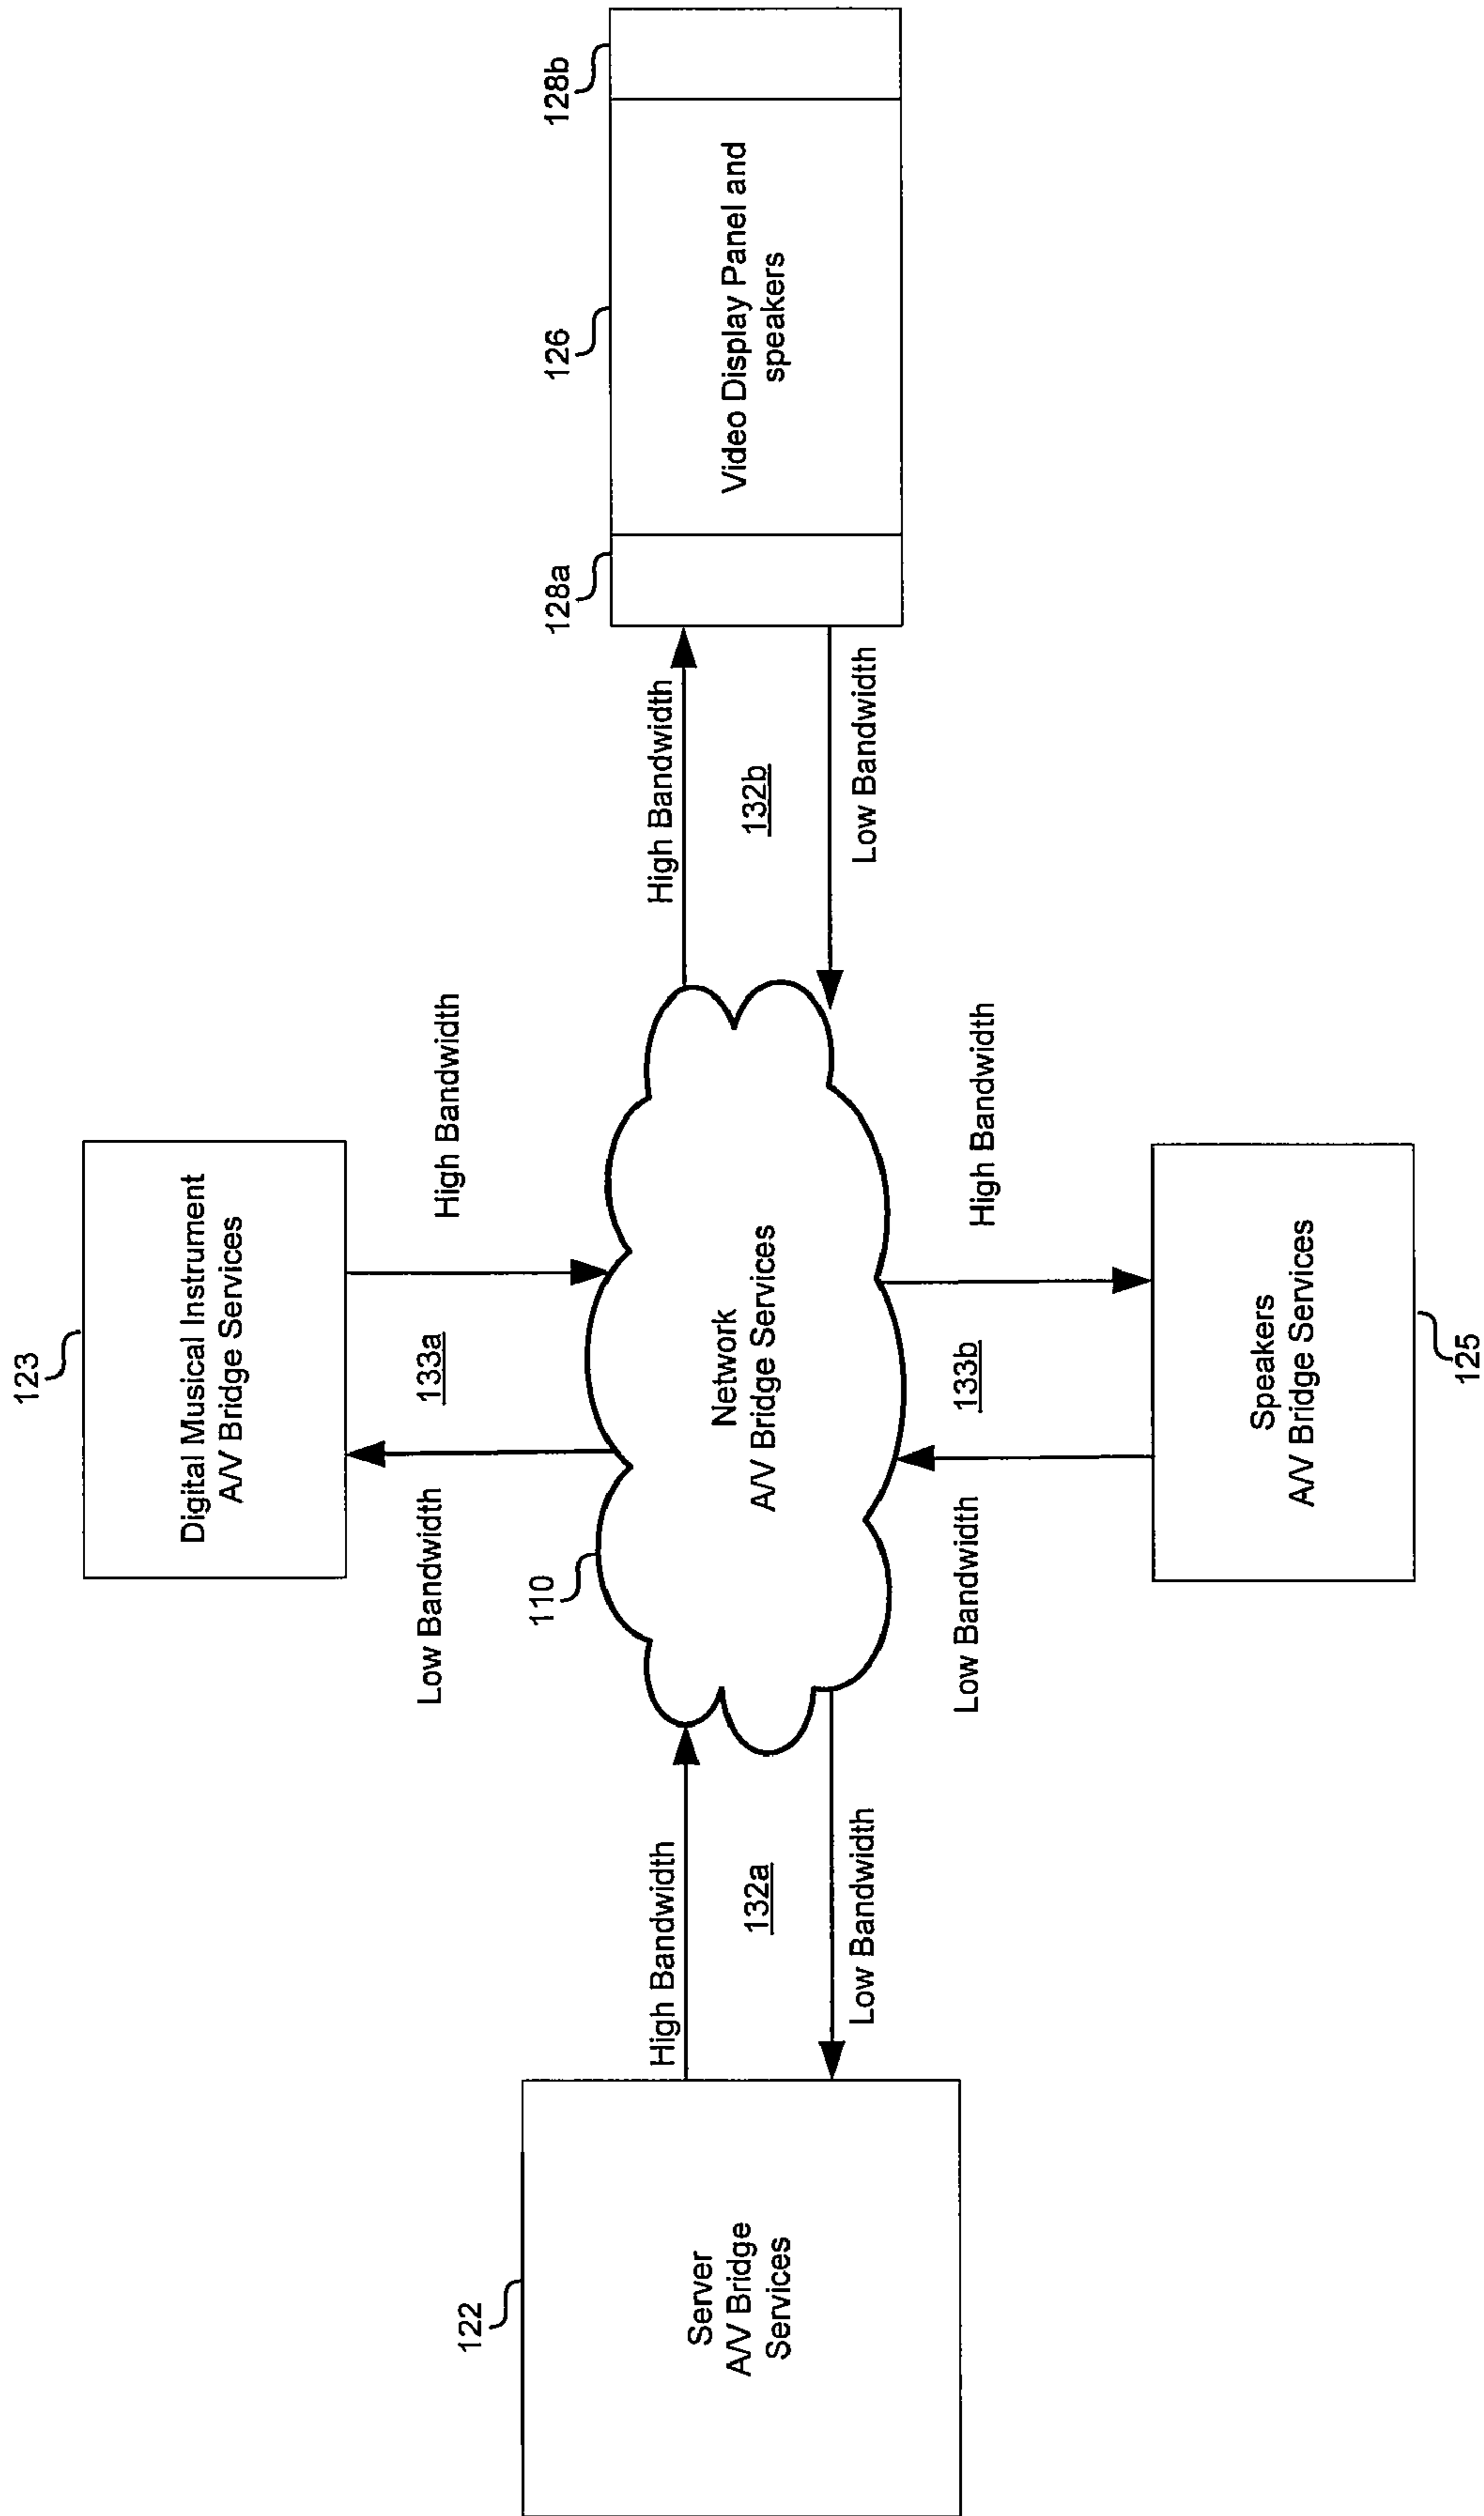 123
Digital Musical Instrument
A/V Bridge Services
Low Bandwidth
133a
High Bandwidth
122
Server
A/V Bridge
Services
High Bandwidth
132a
Low Bandwidth
110
Network
A/V Bridge Services
High Bandwidth
132b
Low Bandwidth
128a
126
128b
Video Display Panel and
speakers
Low Bandwidth
133b
High Bandwidth
Speakers
A/V Bridge Services
125